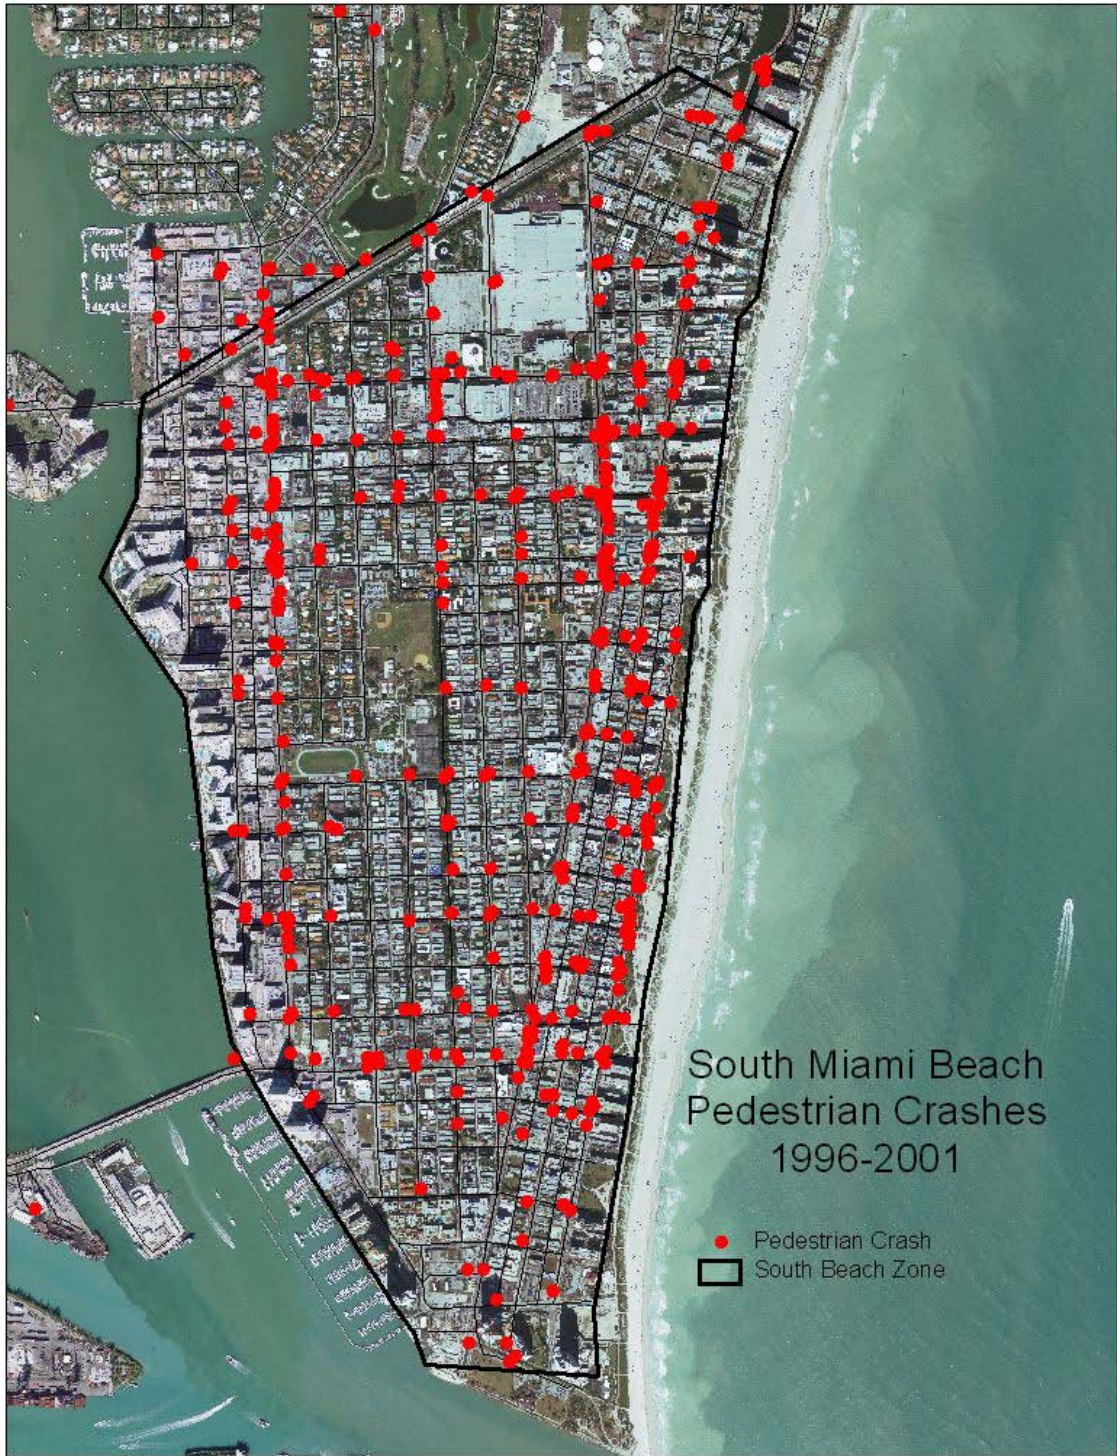 South Miami Beach
Pedestrian Crashes
1996-2001
Pedestrian Crash
South Beach Zone